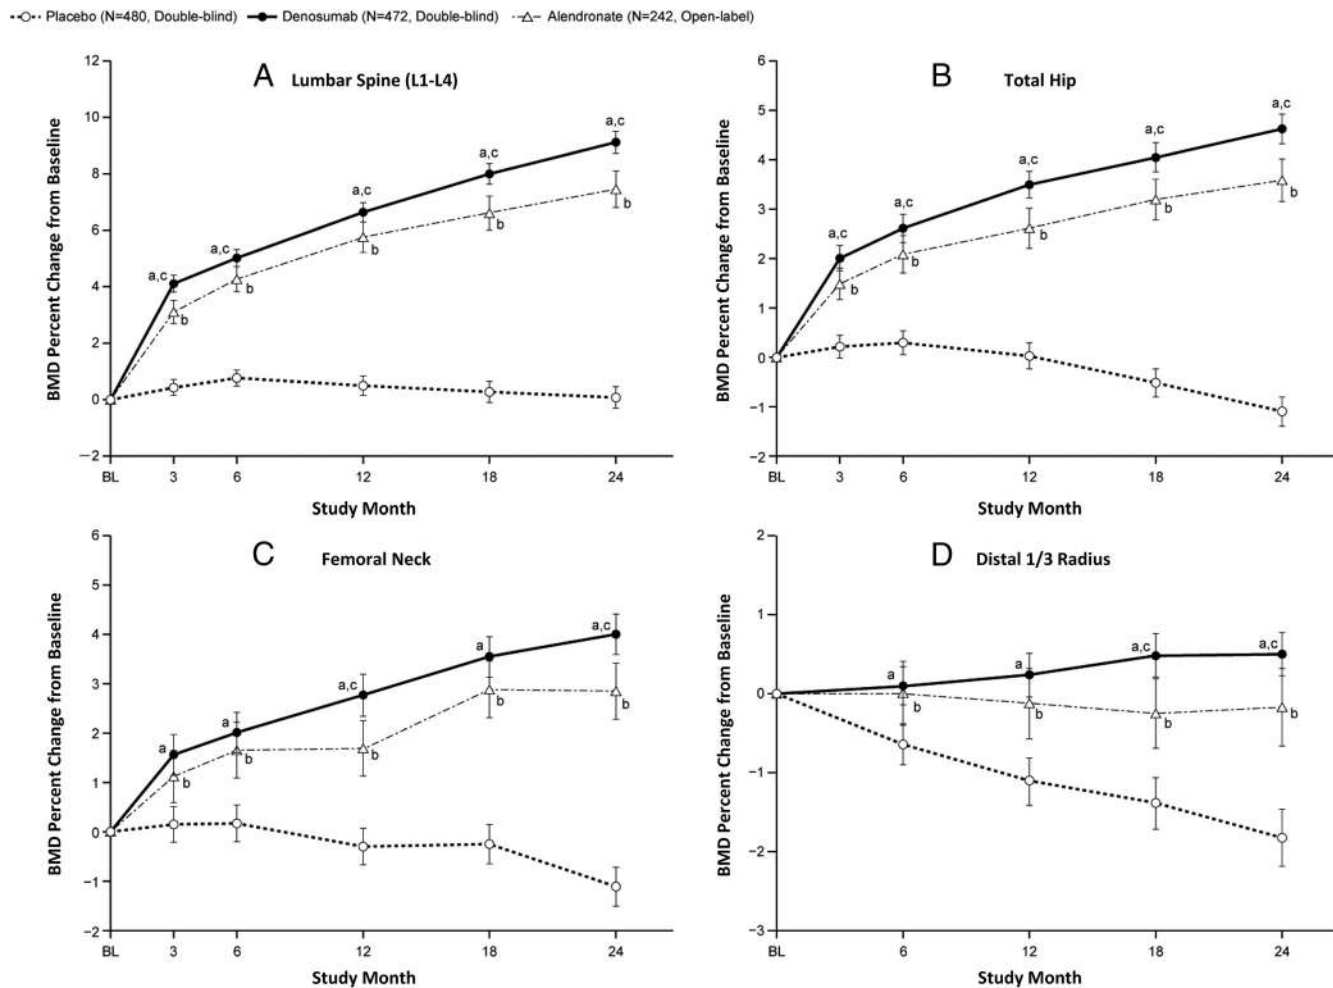 Placebo (N=480, Double-blind) Denosumab (N=472, Double-blind) Alendronate (N=242, Open-label)
A Lumbar Spine (L1-L4)
BMD Percent Change from Baseline
12
10
8
6
4
2
0
−2
a,c a,c a,c a,c a,c
b b b b b
BL 3 6 12 18 24
Study Month
B Total Hip
BMD Percent Change from Baseline
6
5
4
3
2
1
0
−1
−2
a,c a,c a,c a,c a,c
b b b b b
BL 3 6 12 18 24
Study Month
C Femoral Neck
BMD Percent Change from Baseline
6
5
4
3
2
1
0
−1
−2
a a a,c a a,c
b b b b b
BL 3 6 12 18 24
Study Month
D Distal 1/3 Radius
BMD Percent Change from Baseline
2
1
0
−1
−2
−3
a a a,c a,c
b b b b
BL 6 12 18 24
Study Month